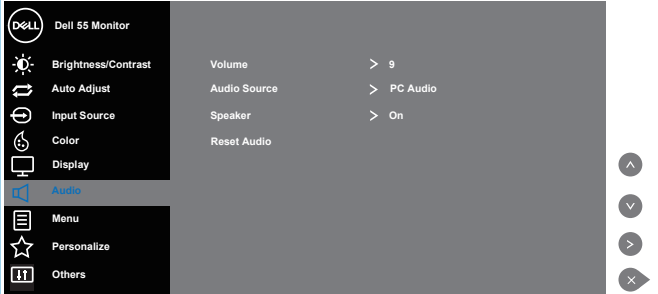 DELL Dell 55 Monitor
Brightness/Contrast Volume > 9
Auto Adjust Audio Source > PC Audio
Input Source Speaker > On
Color Reset Audio
Display
Audio
Menu
Personalize
Others